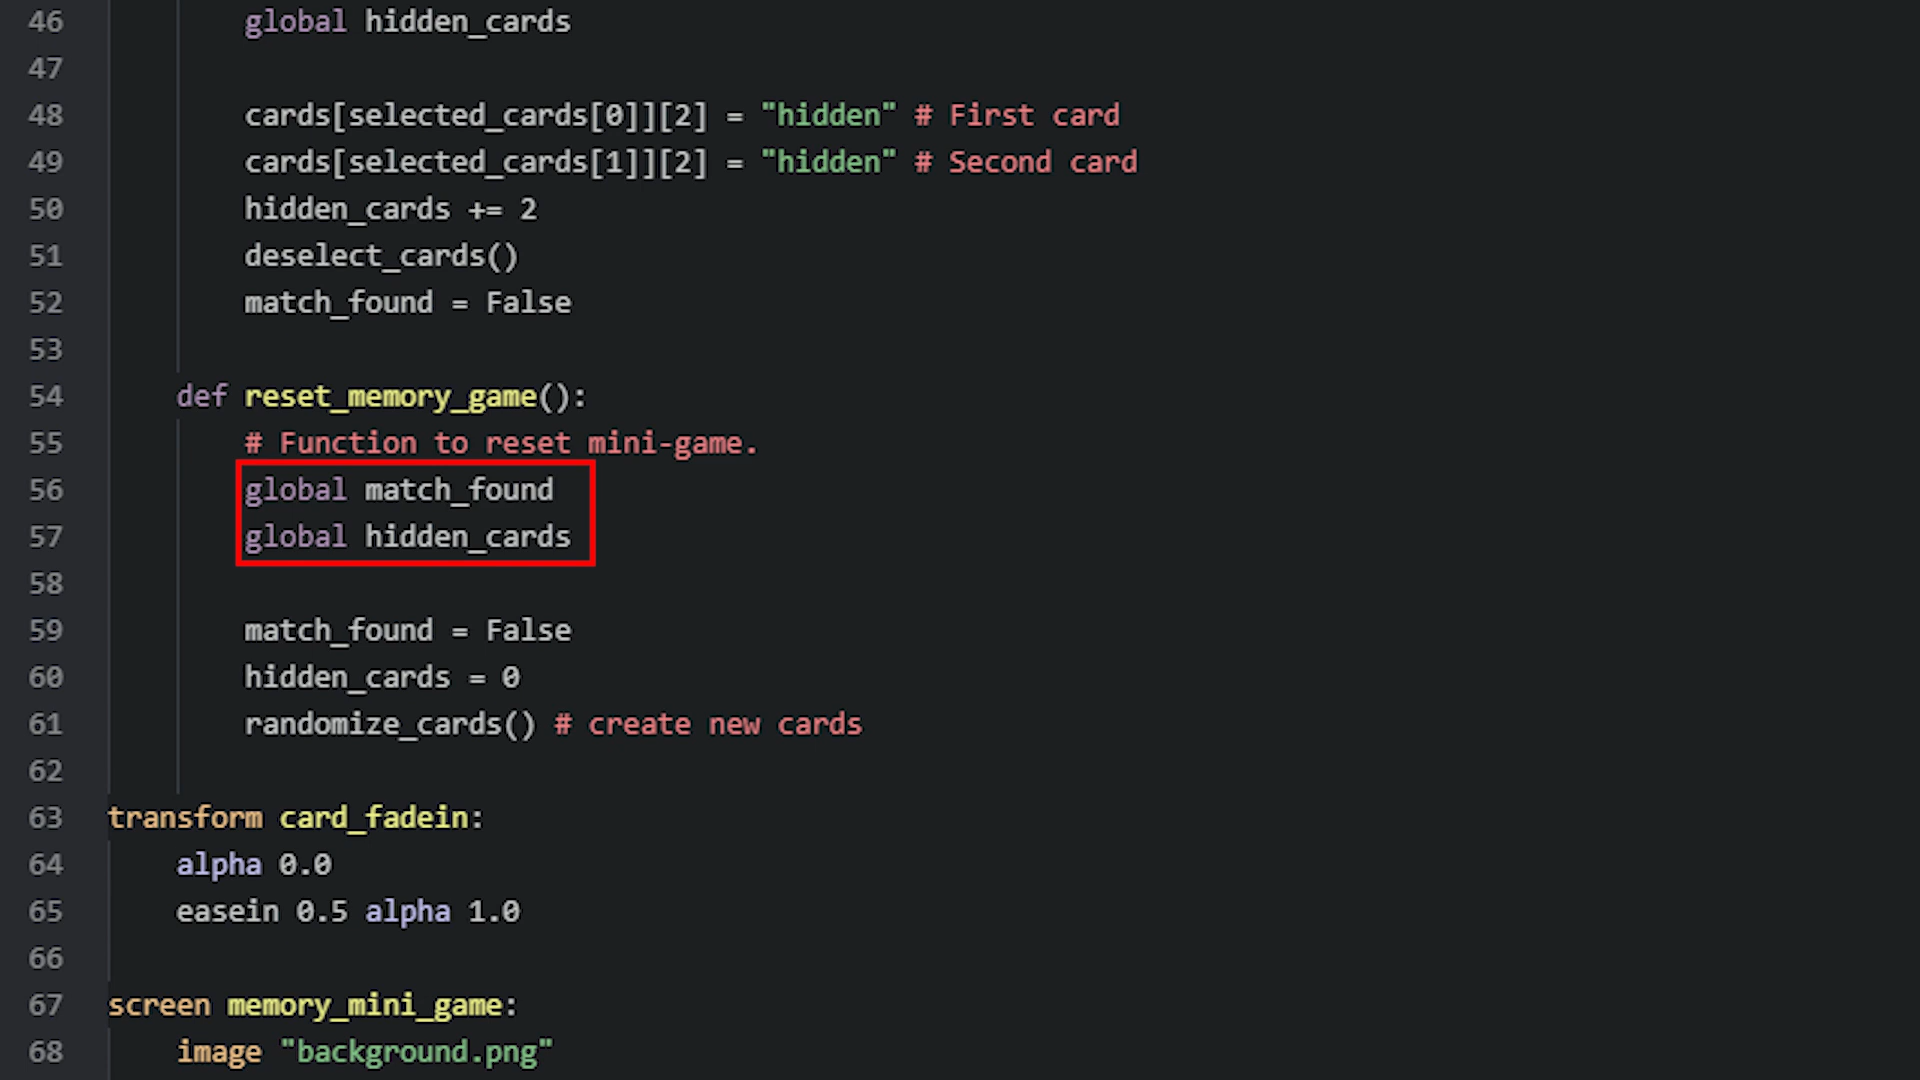 46 global hidden_cards
47
48 cards[selected_cards[0]][2] = "hidden" # First card
49 cards[selected_cards[1]][2] = "hidden" # Second card
50 hidden_cards += 2
51 deselect_cards()
52 match_found = False
53
54 def reset_memory_game():
55 # Function to reset mini-game.
56 global match_found
57 global hidden_cards
58
59 match_found = False
60 hidden_cards = 0
61 randomize_cards() # create new cards
62
63 transform card_fadein:
64 alpha 0.0
65 easein 0.5 alpha 1.0
66
67 screen memory_mini_game:
68 image "background.png"